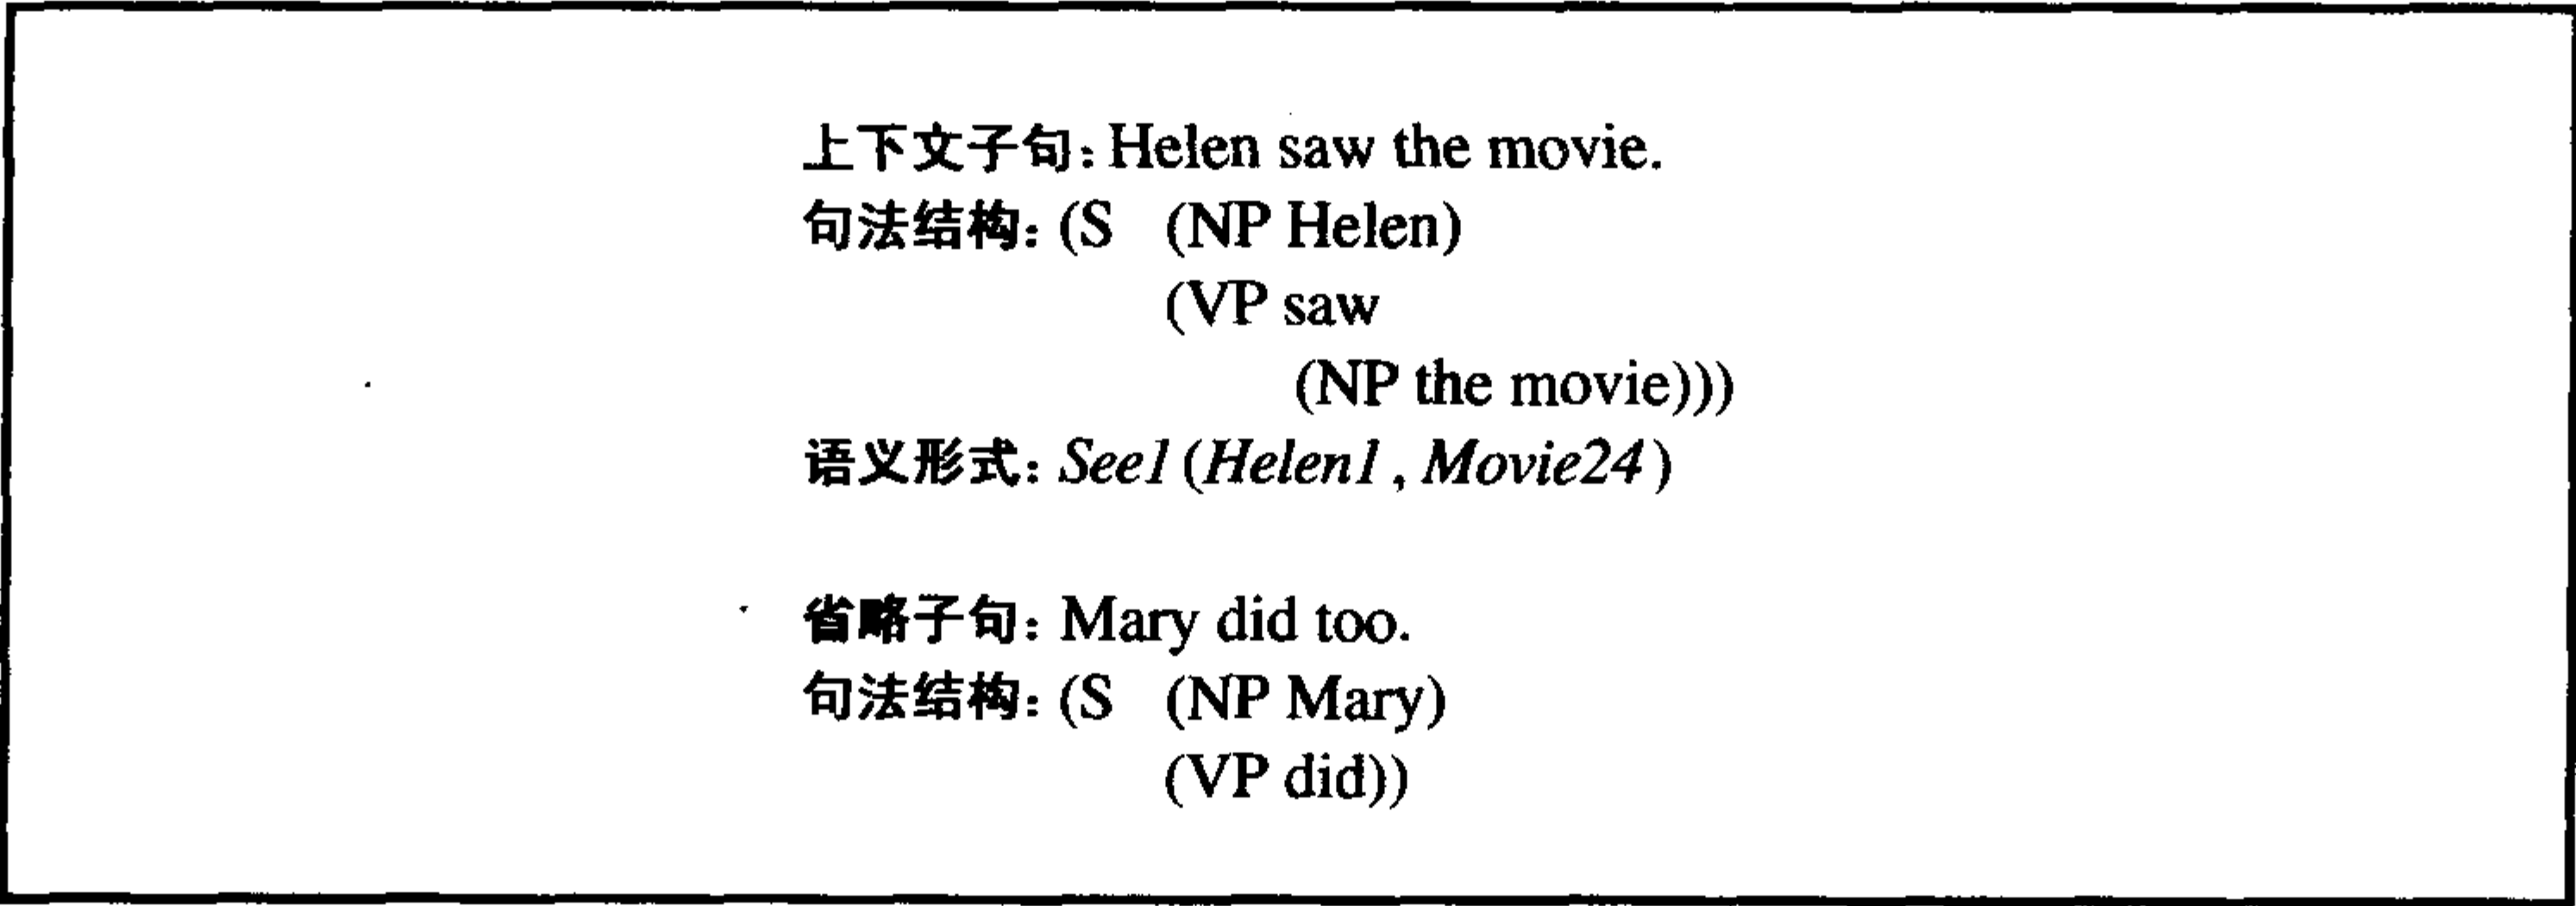 上下文子句: Helen saw the movie.
句法结构: (S (NP Helen)
(VP saw
(NP the movie)))
语义形式: See1 (Helen1 , Movie24)
省略子句: Mary did too.
句法结构: (S (NP Mary)
(VP did))